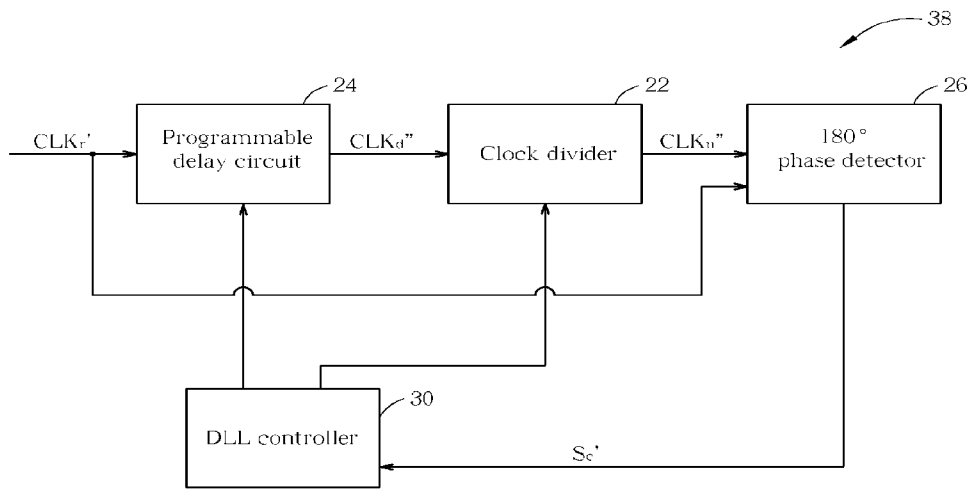 38
24
22
26
CLKr'
Programmable
delay circuit
CLKd"
Clock divider
CLKn"
180°
phase detector
30
DLL controller
Sc'